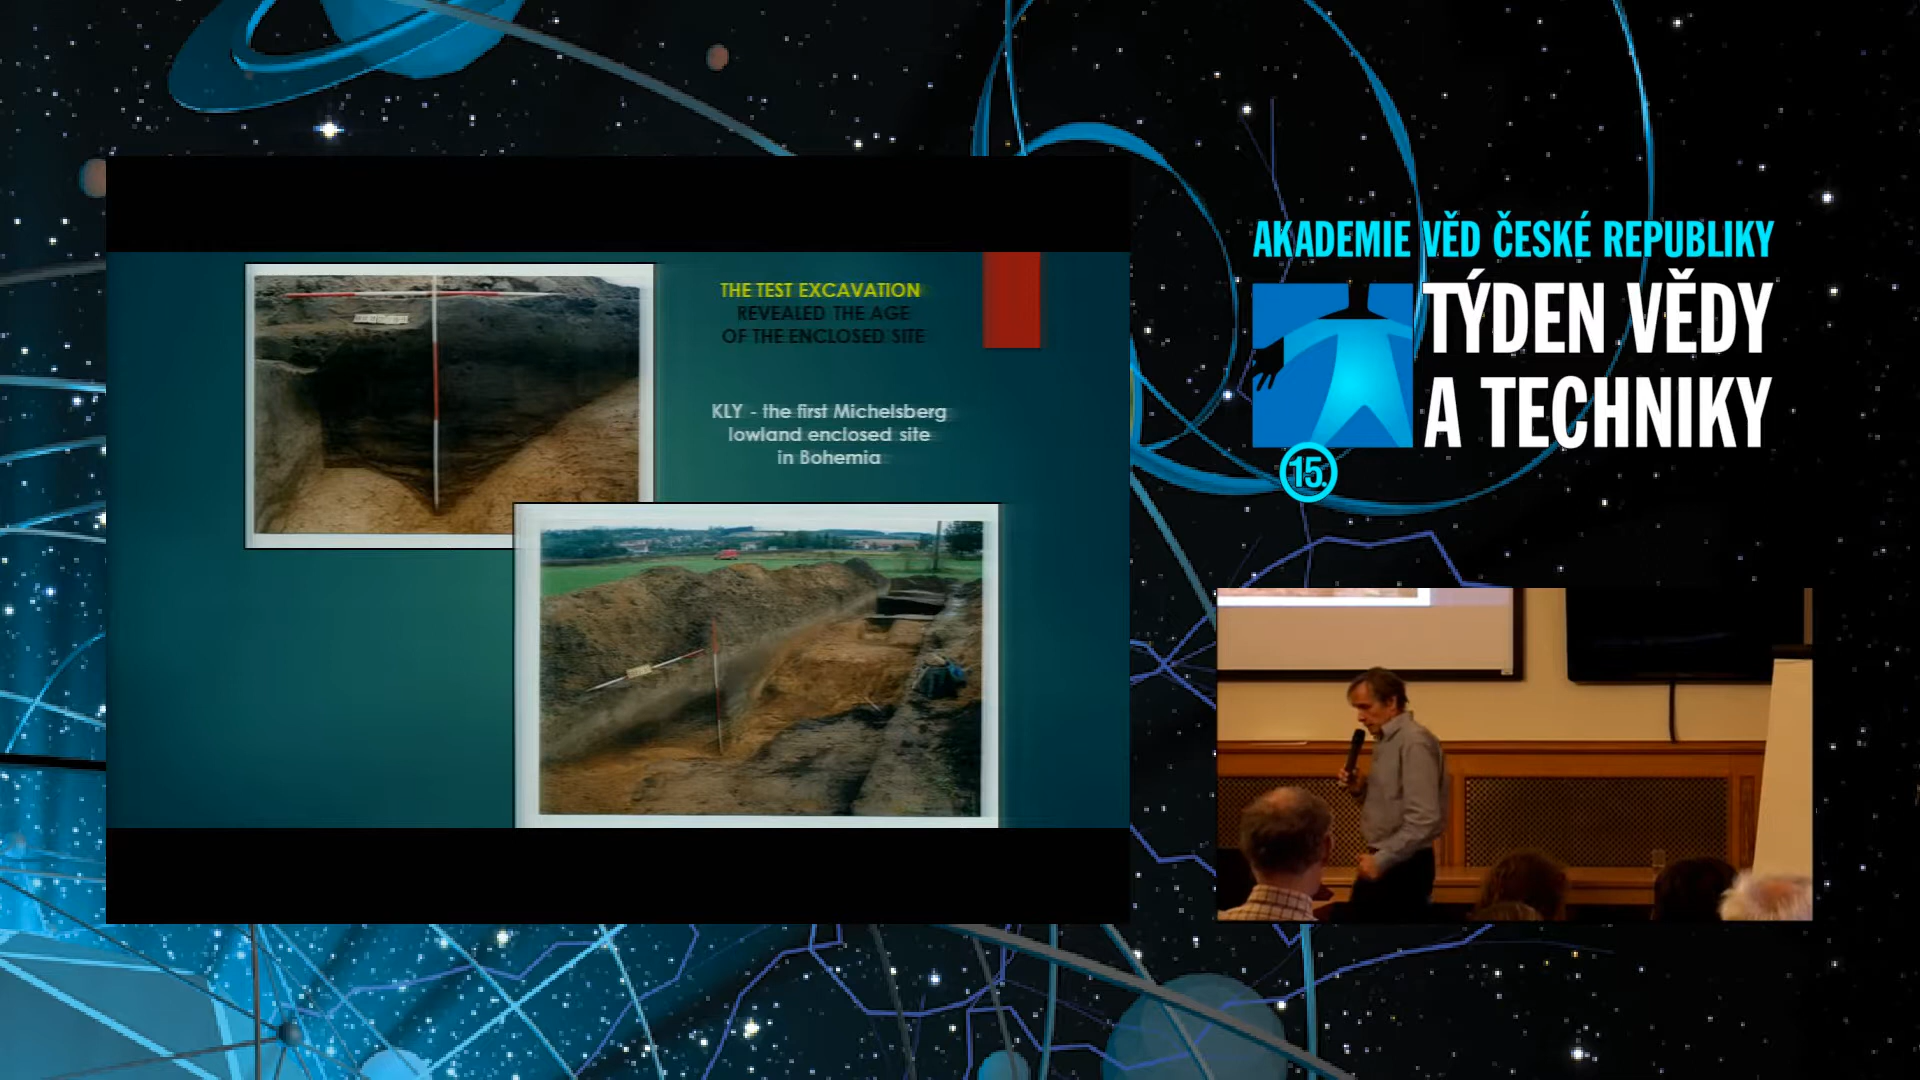 THE TEST EXCAVATION
REVEALED THE AGE
OF THE ENCLOSED SITE
KLY - the first Michelsberg
lowland enclosed site
in Bohemia
AKADEMIE VĚD ČESKÉ REPUBLIKY
TÝDEN VĚDY
A TECHNIKY
15.